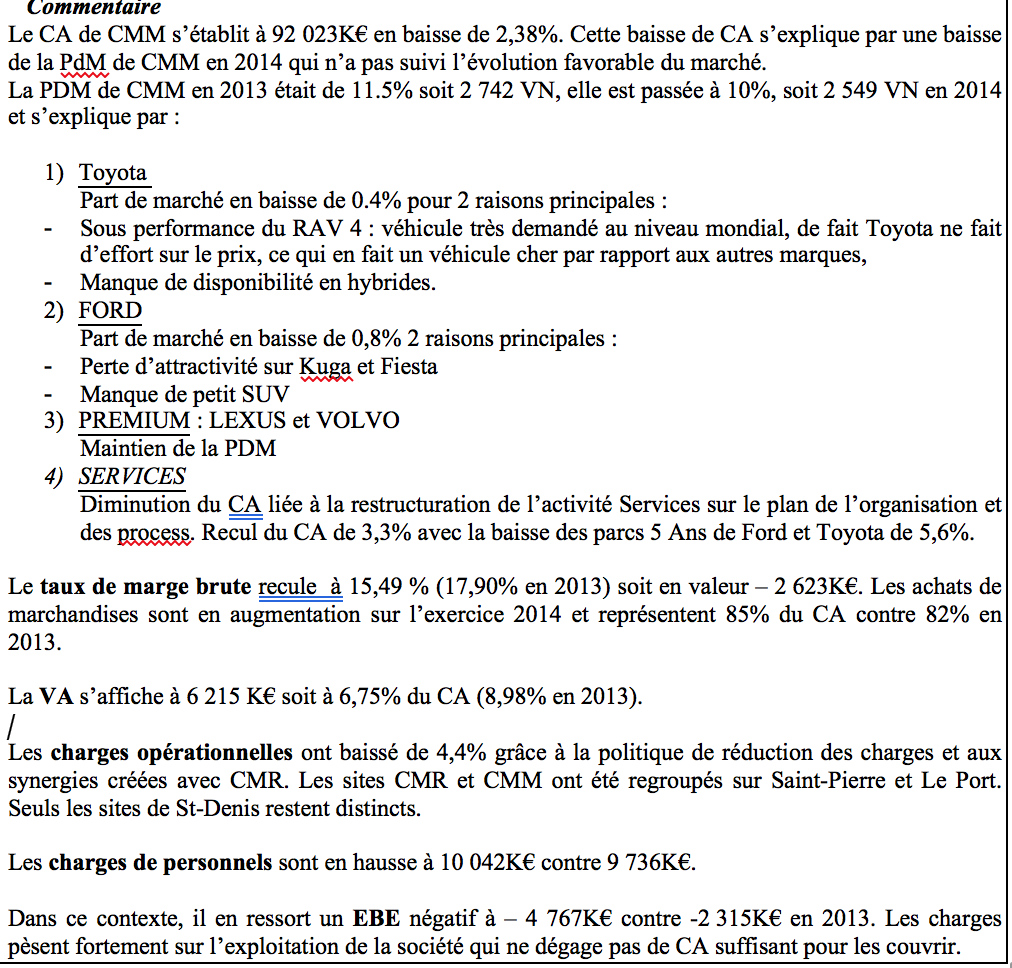 Commentaire
Le CA de CMM s’établit à 92 023K€ en baisse de 2,38%. Cette baisse de CA s’explique par une baisse
de la PdM de CMM en 2014 qui n’a pas suivi l’évolution favorable du marché.
La PDM de CMM en 2013 était de 11.5% soit 2 742 VN, elle est passée à 10%, soit 2 549 VN en 2014
et s’explique par :
1) Toyota
Part de marché en baisse de 0.4% pour 2 raisons principales :
- Sous performance du RAV 4 : véhicule très demandé au niveau mondial, de fait Toyota ne fait
d’effort sur le prix, ce qui en fait un véhicule cher par rapport aux autres marques,
- Manque de disponibilité en hybrides.
2) FORD
Part de marché en baisse de 0,8% 2 raisons principales :
- Perte d’attractivité sur Kuga et Fiesta
- Manque de petit SUV
3) PREMIUM : LEXUS et VOLVO
Maintien de la PDM
4) SERVICES
Diminution du CA liée à la restructuration de l’activité Services sur le plan de l’organisation et
des process. Recul du CA de 3,3% avec la baisse des parcs 5 Ans de Ford et Toyota de 5,6%.
Le taux de marge brute recule à 15,49 % (17,90% en 2013) soit en valeur – 2 623K€. Les achats de
marchandises sont en augmentation sur l’exercice 2014 et représentent 85% du CA contre 82% en
2013.
La VA s’affiche à 6 215 K€ soit à 6,75% du CA (8,98% en 2013).
/
Les charges opérationnelles ont baissé de 4,4% grâce à la politique de réduction des charges et aux
synergies créées avec CMR. Les sites CMR et CMM ont été regroupés sur Saint-Pierre et Le Port.
Seuls les sites de St-Denis restent distincts.
Les charges de personnels sont en hausse à 10 042K€ contre 9 736K€.
Dans ce contexte, il en ressort un EBE négatif à – 4 767K€ contre -2 315K€ en 2013. Les charges
pèsent fortement sur l’exploitation de la société qui ne dégage pas de CA suffisant pour les couvrir.